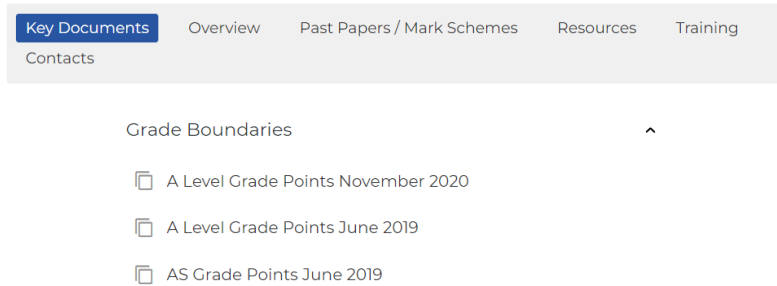 Key Documents Overview Past Papers / Mark Schemes Resources Training
Contacts
Grade Boundaries
A Level Grade Points November 2020
A Level Grade Points June 2019
AS Grade Points June 2019